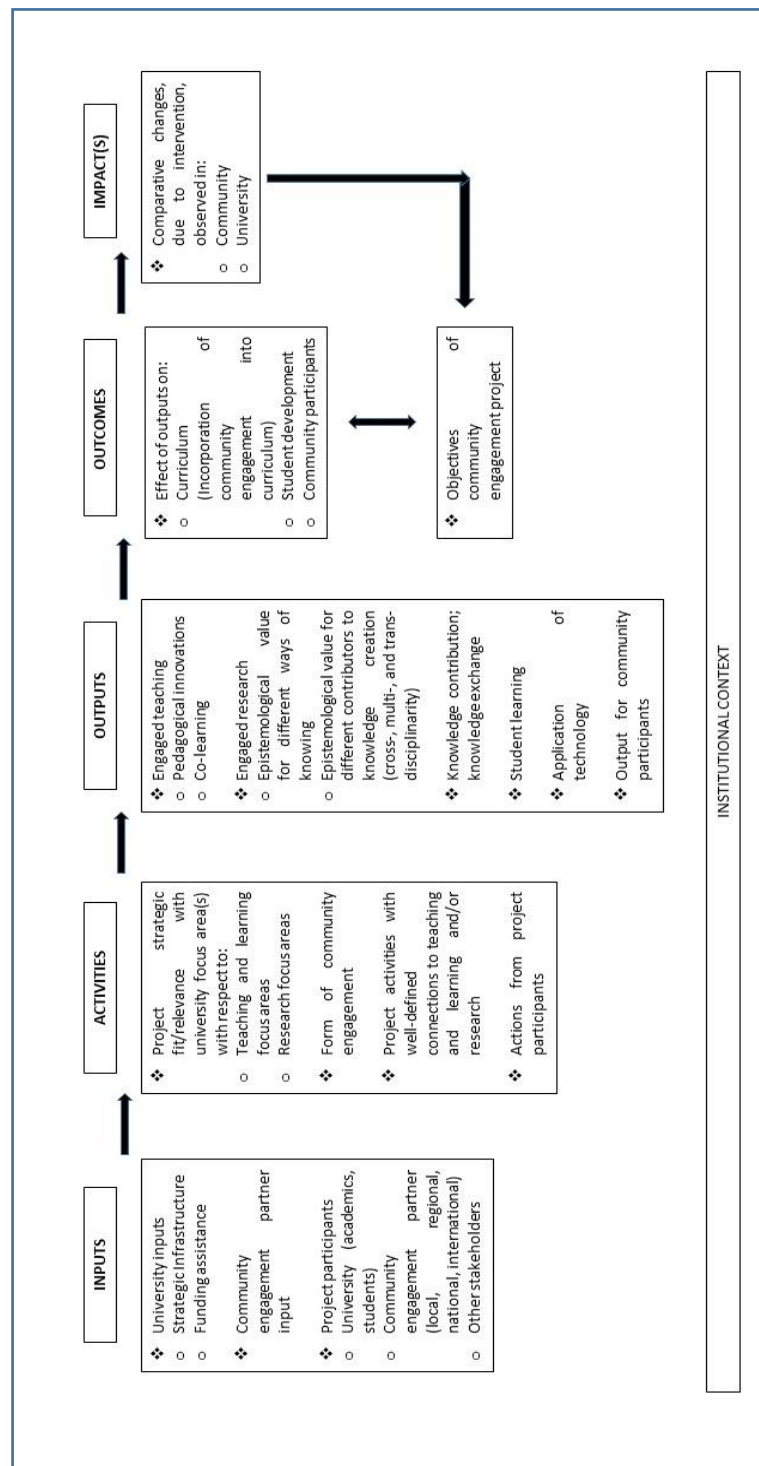 INPUTS
❖ University inputs
○ Strategic Infrastructure
○ Funding assistance
❖ Community
engagement partner
input
❖ Project participants
○ University (academics,
students)
○ Community
engagement partner
(local, regional,
national, international)
○ Other stakeholders
ACTIVITIES
❖ Project strategic
fit/relevance with
university focus area(s)
with respect to:
○ Teaching and learning
focus areas
○ Research focus areas
❖ Form of community
engagement
❖ Project activities with
well-defined
connections to teaching
and learning and/or
research
❖ Actions from project
participants
OUTPUTS
❖ Engaged teaching
○ Pedagogical innovations
○ Co-learning
❖ Engaged research
○ Epistemological value
for different ways of
knowing
○ Epistemological value for
different contributors to
knowledge creation
(cross-, multi-, and trans-
disciplinarity)
❖ Knowledge contribution;
knowledge exchange
❖ Student learning
❖ Application of
technology
❖ Output for community
participants
OUTCOMES
❖ Effect of outputs on:
○ Curriculum
(Incorporation of
community
engagement into
curriculum)
○ Student development
○ Community participants
❖ Objectives of
community
engagement project
IMPACT(S)
❖ Comparative changes,
due to intervention,
observed in:
○ Community
○ University
INSTITUTIONAL CONTEXT